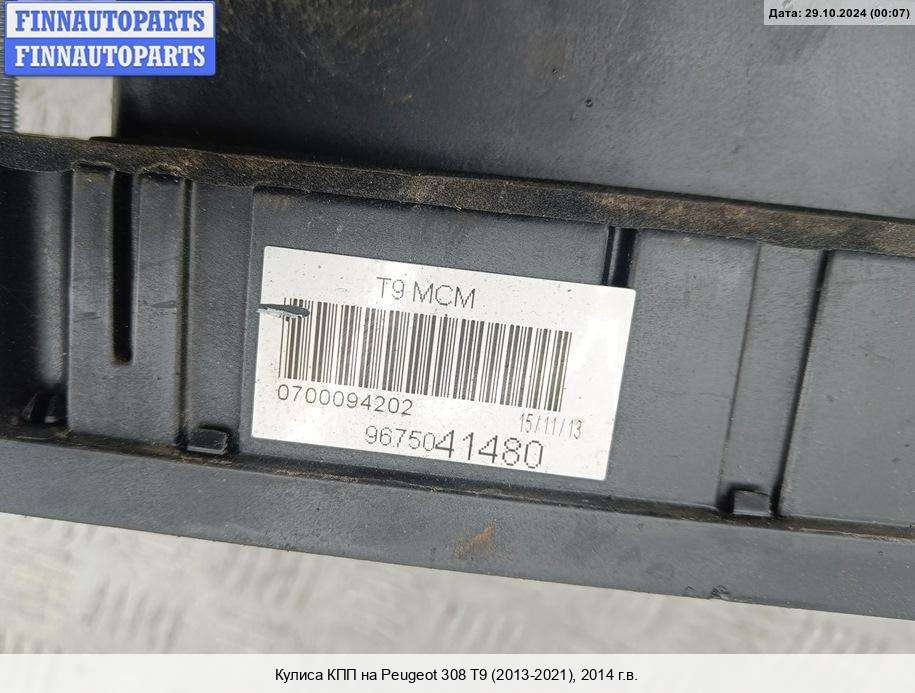 FINNAUTOPARTS
FINNAUTOPARTS
Дата: 29.10.2024 (00:07)
T9 MCM
0700094202
15/11/13
9675041480
Кулиса КПП на Peugeot 308 T9 (2013-2021), 2014 г.в.